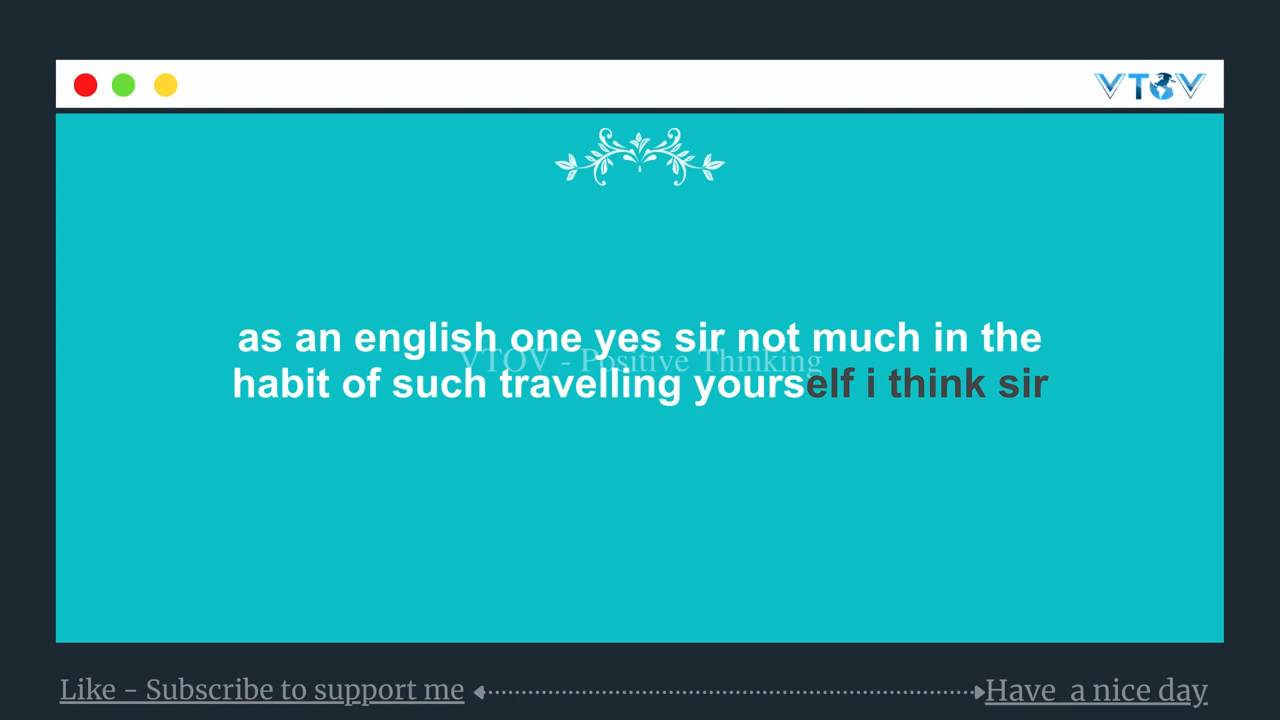 VTOV
as an english one yes sir not much in the
VTOV - Positive Thinking
habit of such travelling yourself i think sir
Like - Subscribe to support me
Have a nice day